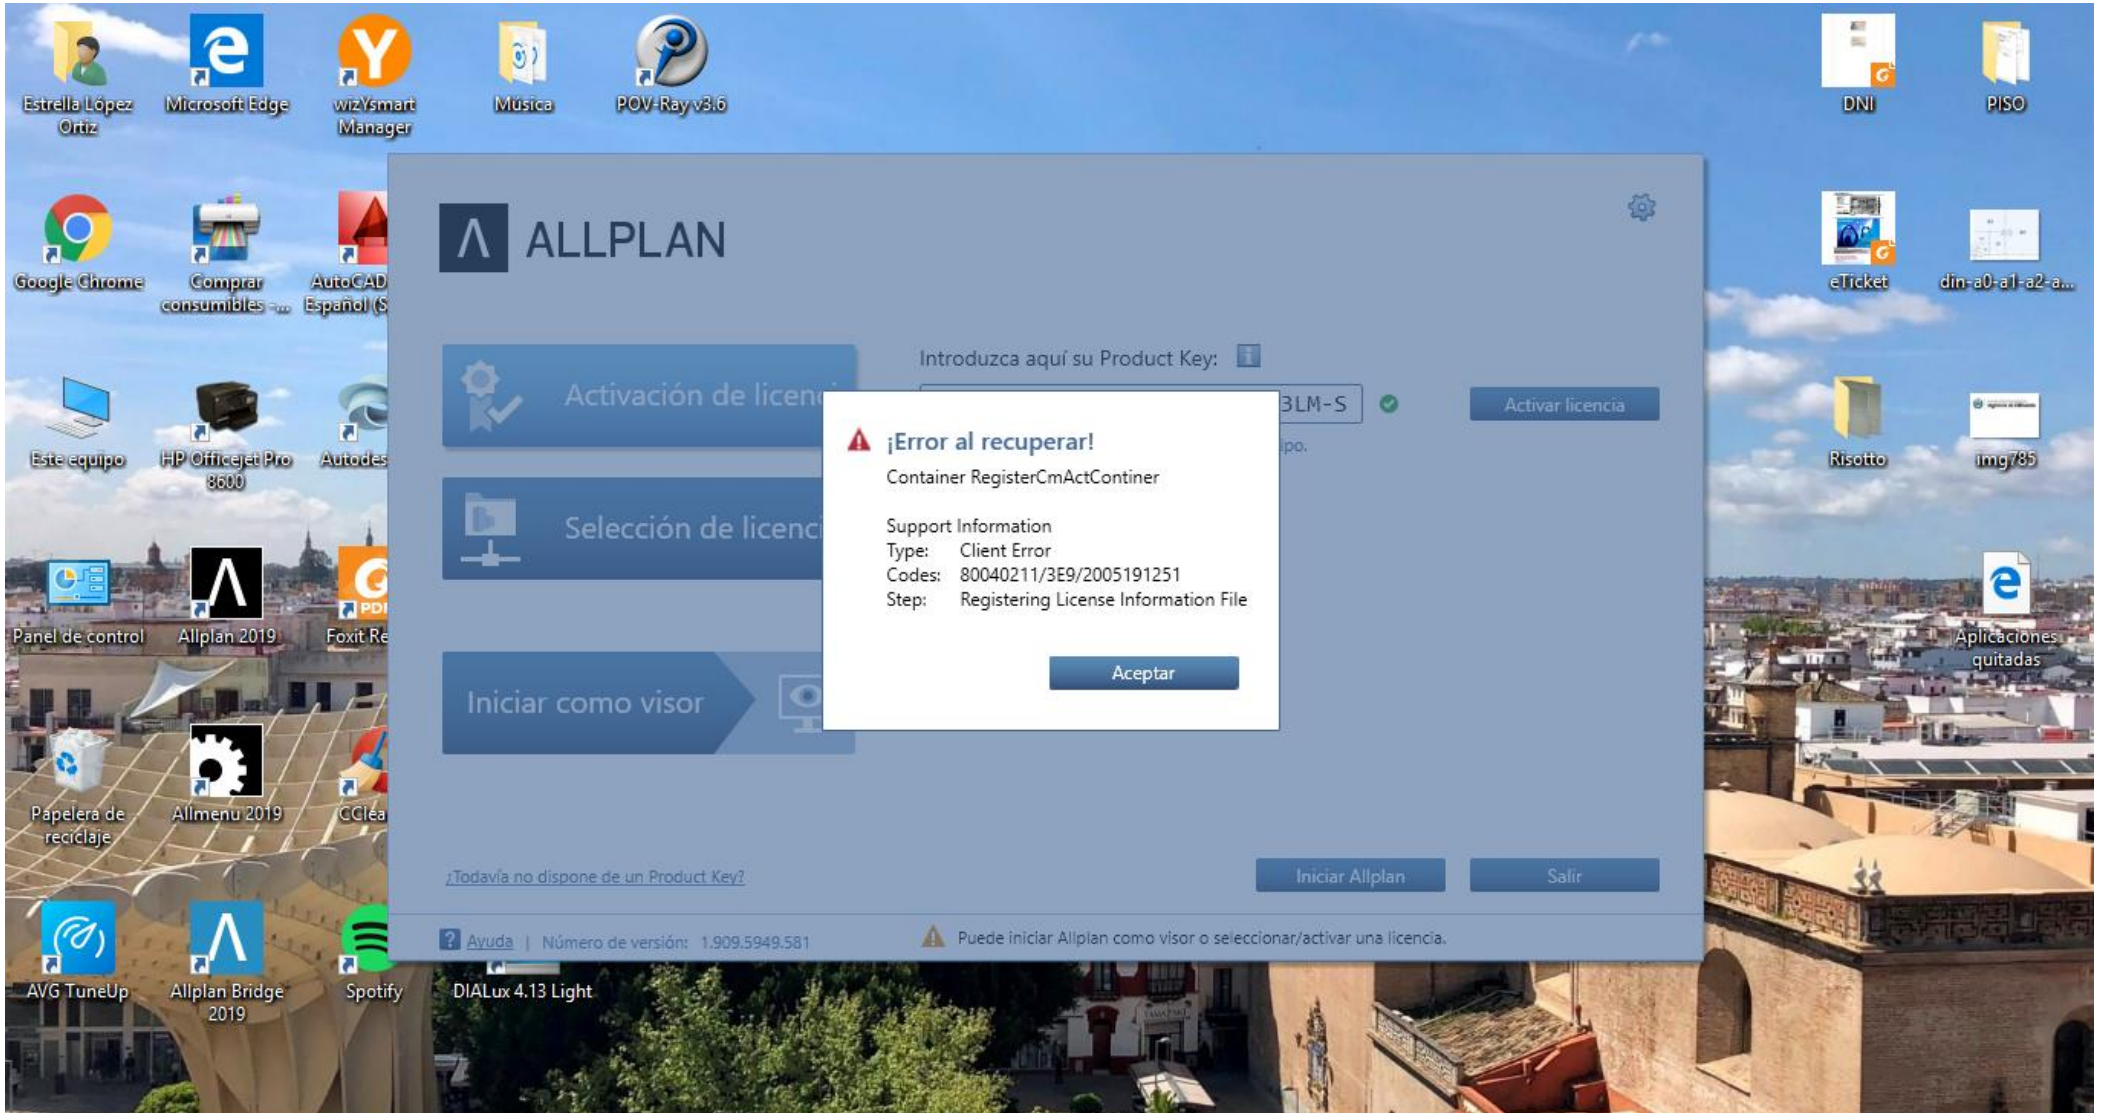 Estrella López
Ortiz
Microsoft Edge
wizYsmart
Manager
Música
POV-Ray v3.6
DNI
PISO
Google Chrome
Comprar
consumibles -...
AutoCAD
Español (S
eTicket
din-a0-a1-a2-a...
ALLPLAN
Introduzca aquí su Product Key:
Activación de licenc
3LM-S
Activar licencia
ipo.
Este equipo
HP Officejet Pro
8600
Autodes
Risotto
img785
¡Error al recuperar!
Container RegisterCmActContiner
Support Information
Type: Client Error
Codes: 80040211/3E9/2005191251
Step: Registering License Information File
Aceptar
Selección de licenci
Iniciar como visor
Panel de control
Allplan 2019
PDF
Foxit Re
Aplicaciones
quitadas
Papelera de
reciclaje
Allmenu 2019
CClea
¿Todavía no dispone de un Product Key?
Iniciar Allplan
Salir
Ayuda | Número de versión: 1.909.5949.581
Puede iniciar Allplan como visor o seleccionar/activar una licencia.
AVG TuneUp
Allplan Bridge
2019
Spotify
DIALux 4.13 Light